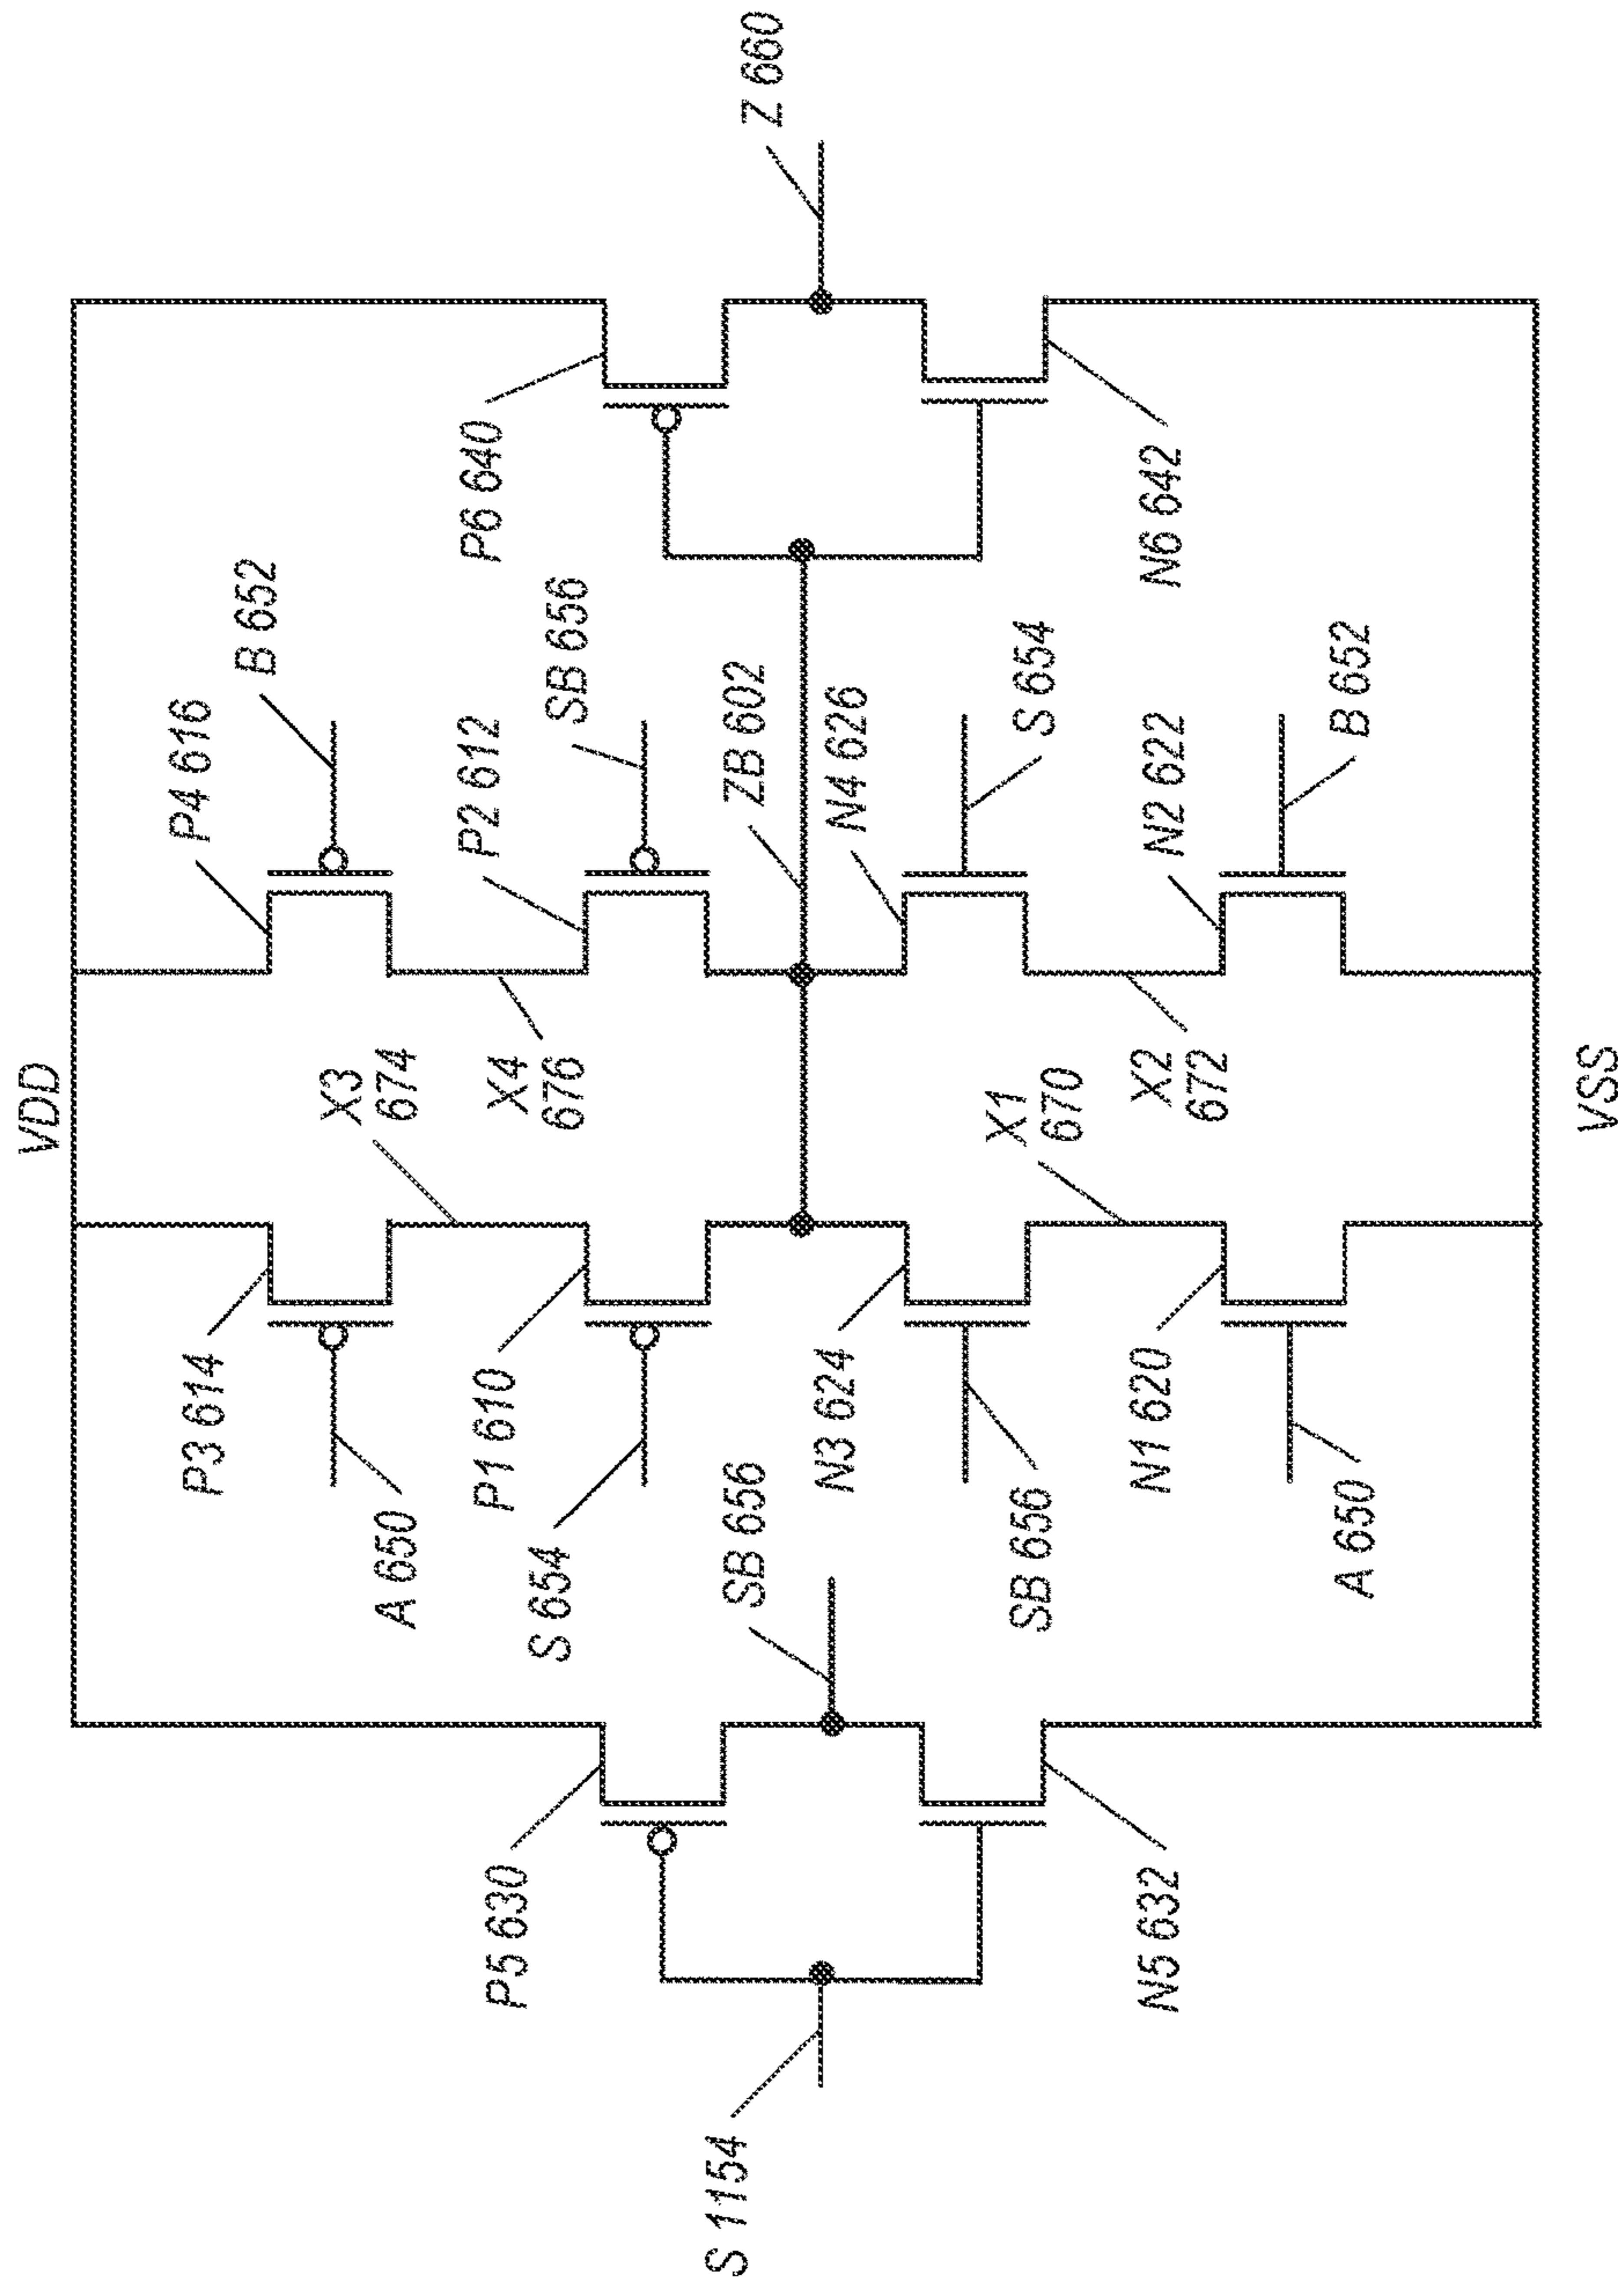 VDD
P3 614
A 650
X3
674
P4 616
B 652
P5 630
P1 610
S 654
X4
676
P2 612
SB 656
P6 640
S 1154
SB 656
ZB 602
Z 660
N3 624
SB 656
N4 626
S 654
X1
670
N5 632
N1 620
A 650
X2
672
N2 622
B 652
N6 642
VSS